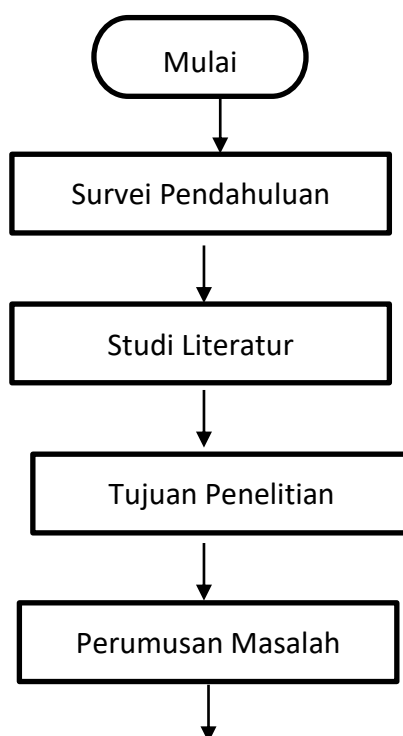 Mulai
Survei Pendahuluan
Studi Literatur
Tujuan Penelitian
Perumusan Masalah